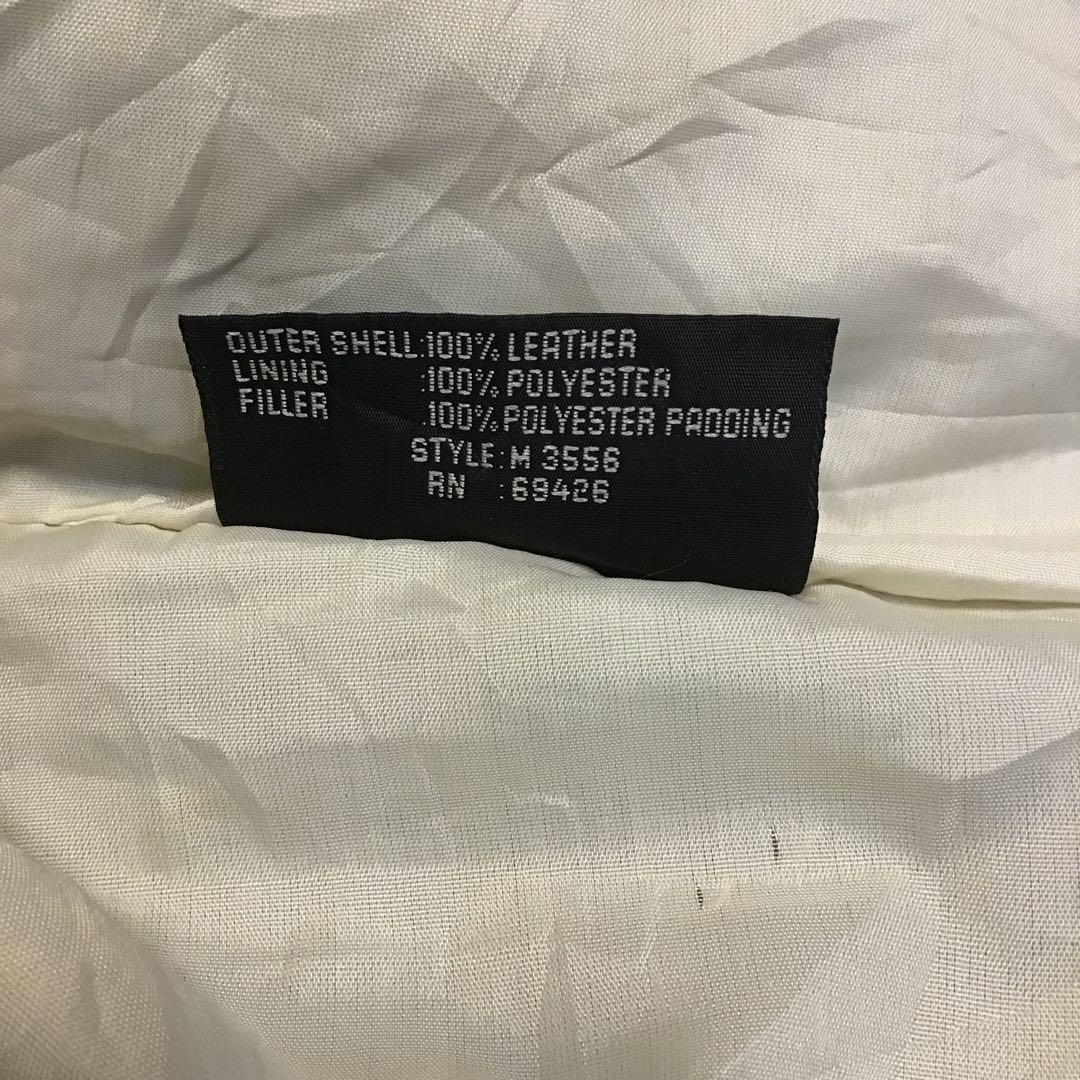 OUTER SHELL:100% LEATHER
LINING :100% POLYESTER
FILLER :100% POLYESTER PADDING
STYLE:M 3556
RN :69426